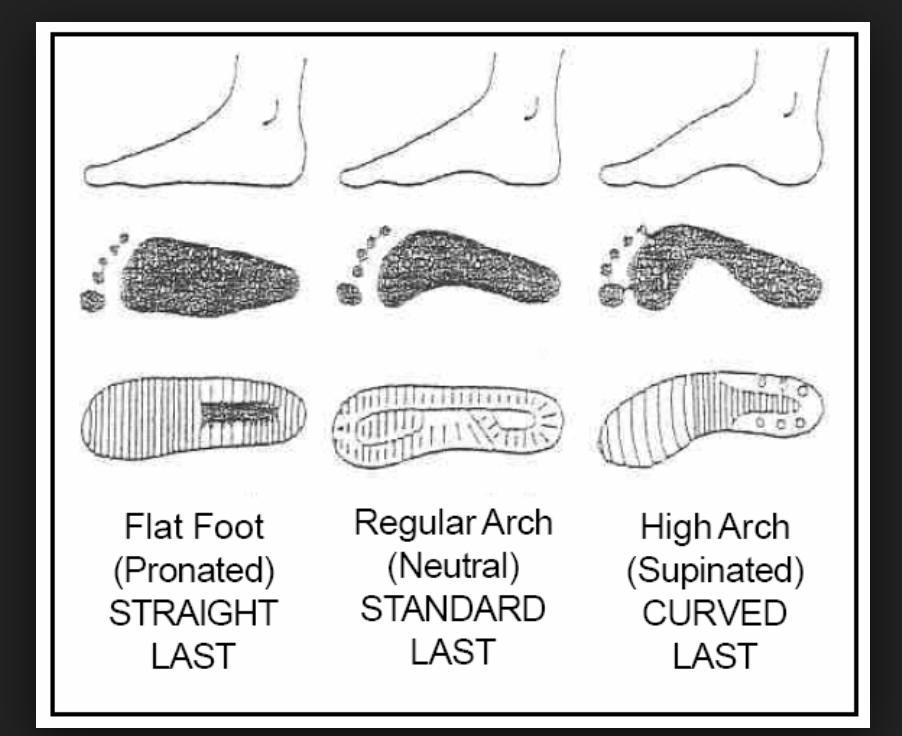 Flat Foot
(Pronated)
STRAIGHT
LAST
Regular Arch
(Neutral)
STANDARD
LAST
High Arch
(Supinated)
CURVED
LAST